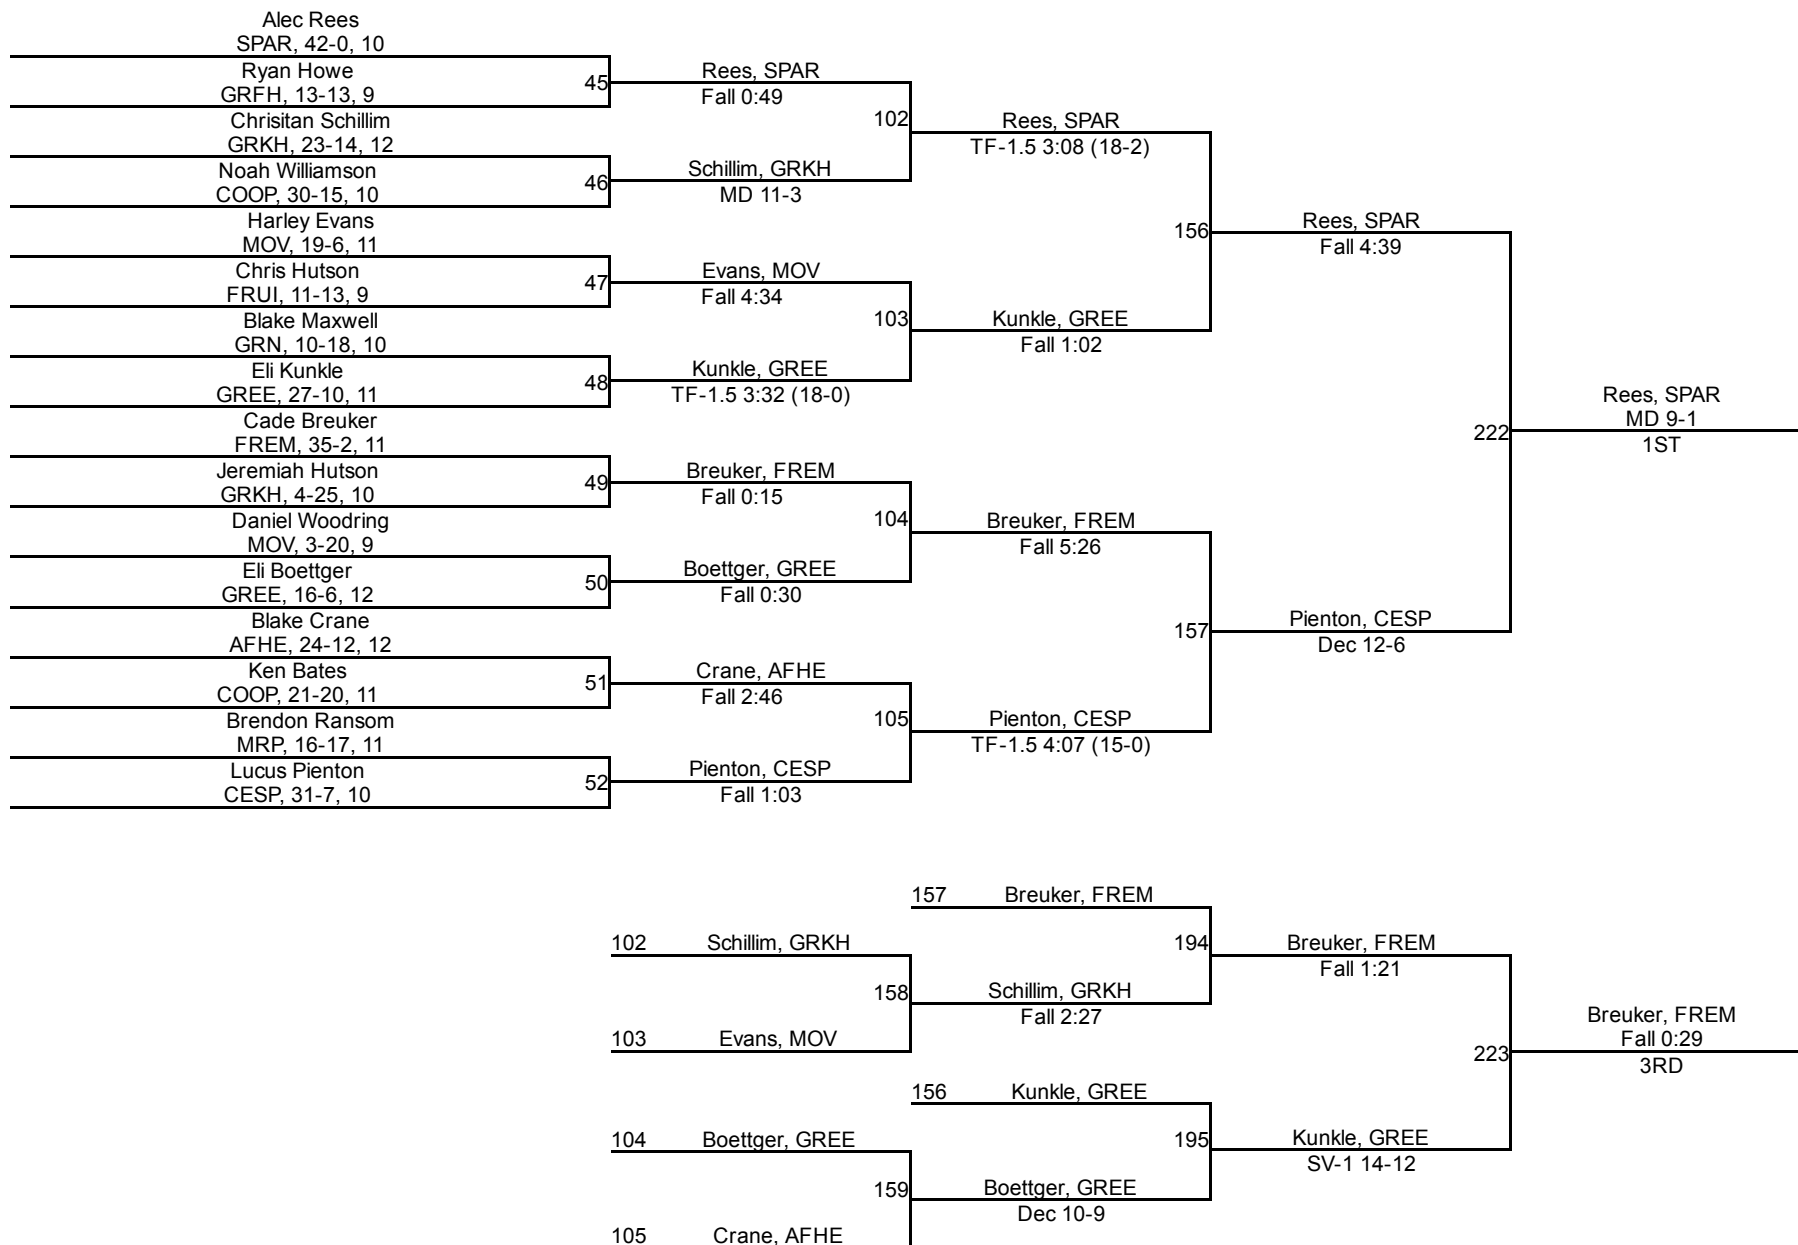 Alec Rees
SPAR, 42-0, 10
Ryan Howe
GRFH, 13-13, 9
45
Rees, SPAR
Fall 0:49
Chrisitan Schillim
GRKH, 23-14, 12
102
Rees, SPAR
TF-1.5 3:08 (18-2)
Noah Williamson
COOP, 30-15, 10
46
Schillim, GRKH
MD 11-3
Harley Evans
MOV, 19-6, 11
156
Rees, SPAR
Fall 4:39
Chris Hutson
FRUI, 11-13, 9
47
Evans, MOV
Fall 4:34
Blake Maxwell
GRN, 10-18, 10
103
Kunkle, GREE
Fall 1:02
Eli Kunkle
GREE, 27-10, 11
48
Kunkle, GREE
TF-1.5 3:32 (18-0)
Cade Breuker
FREM, 35-2, 11
222
Rees, SPAR
MD 9-1
1ST
Jeremiah Hutson
GRKH, 4-25, 10
49
Breuker, FREM
Fall 0:15
Daniel Woodring
MOV, 3-20, 9
104
Breuker, FREM
Fall 5:26
Eli Boettger
GREE, 16-6, 12
50
Boettger, GREE
Fall 0:30
Blake Crane
AFHE, 24-12, 12
157
Pienton, CESP
Dec 12-6
Ken Bates
COOP, 21-20, 11
51
Crane, AFHE
Fall 2:46
Brendon Ransom
MRP, 16-17, 11
105
Pienton, CESP
TF-1.5 4:07 (15-0)
Lucus Pienton
CESP, 31-7, 10
52
Pienton, CESP
Fall 1:03
157
Breuker, FREM
102
Schillim, GRKH
194
Breuker, FREM
Fall 1:21
158
Schillim, GRKH
Fall 2:27
103
Evans, MOV
223
Breuker, FREM
Fall 0:29
3RD
156
Kunkle, GREE
104
Boettger, GREE
195
Kunkle, GREE
SV-1 14-12
159
Boettger, GREE
Dec 10-9
105
Crane, AFHE